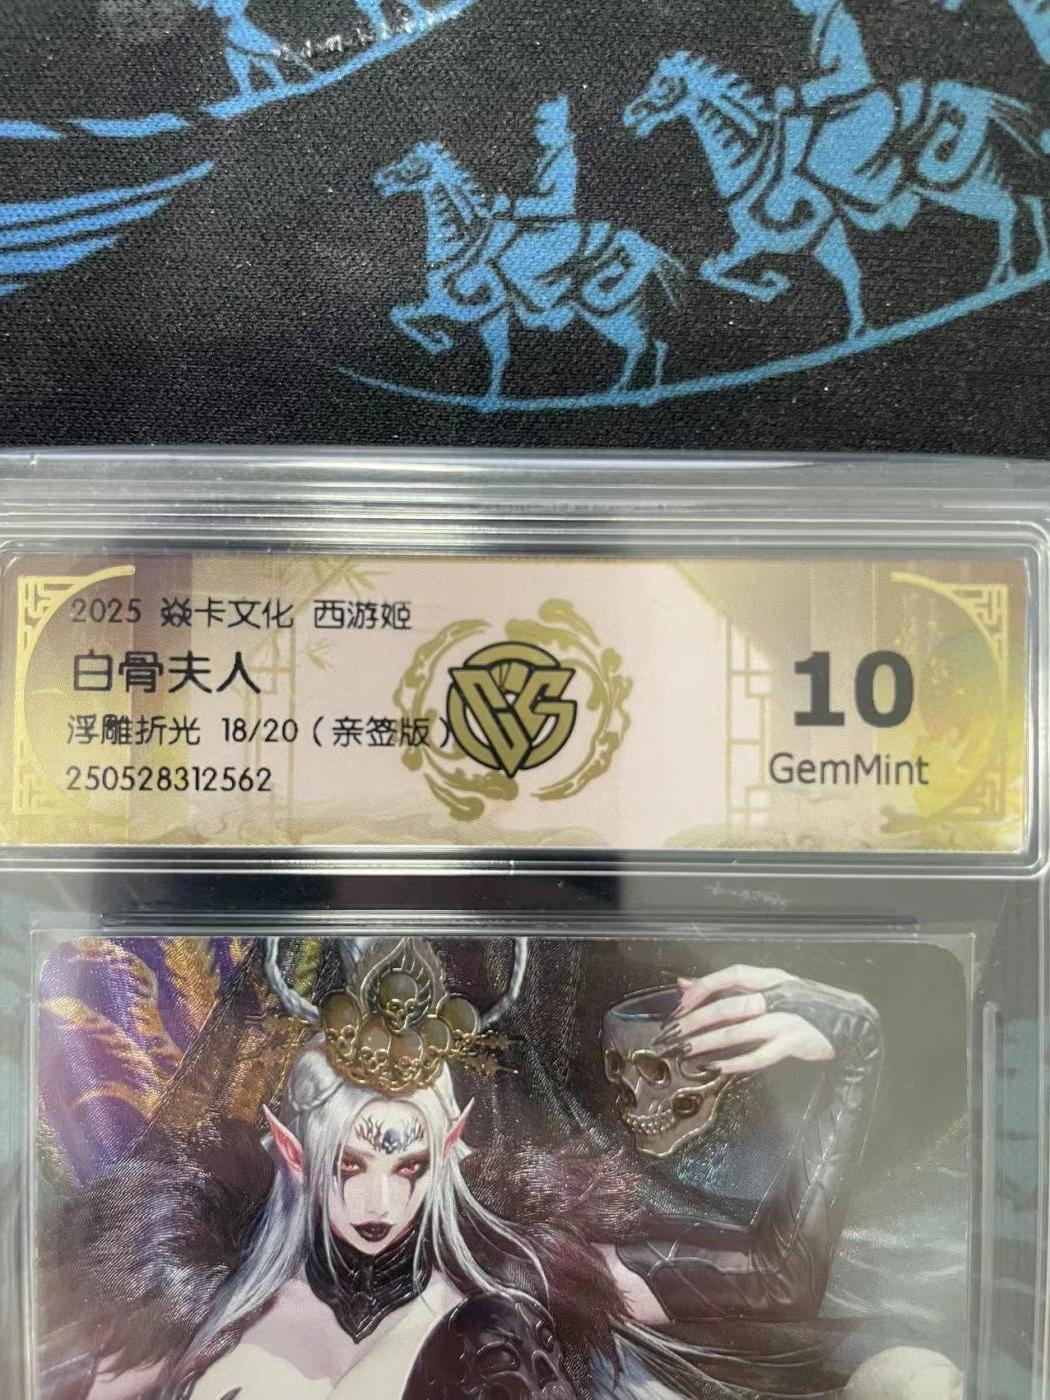 2025 焱卡文化 西游姬
白骨夫人
浮雕折光 18/20（亲签版）
250528312562
10
GemMint